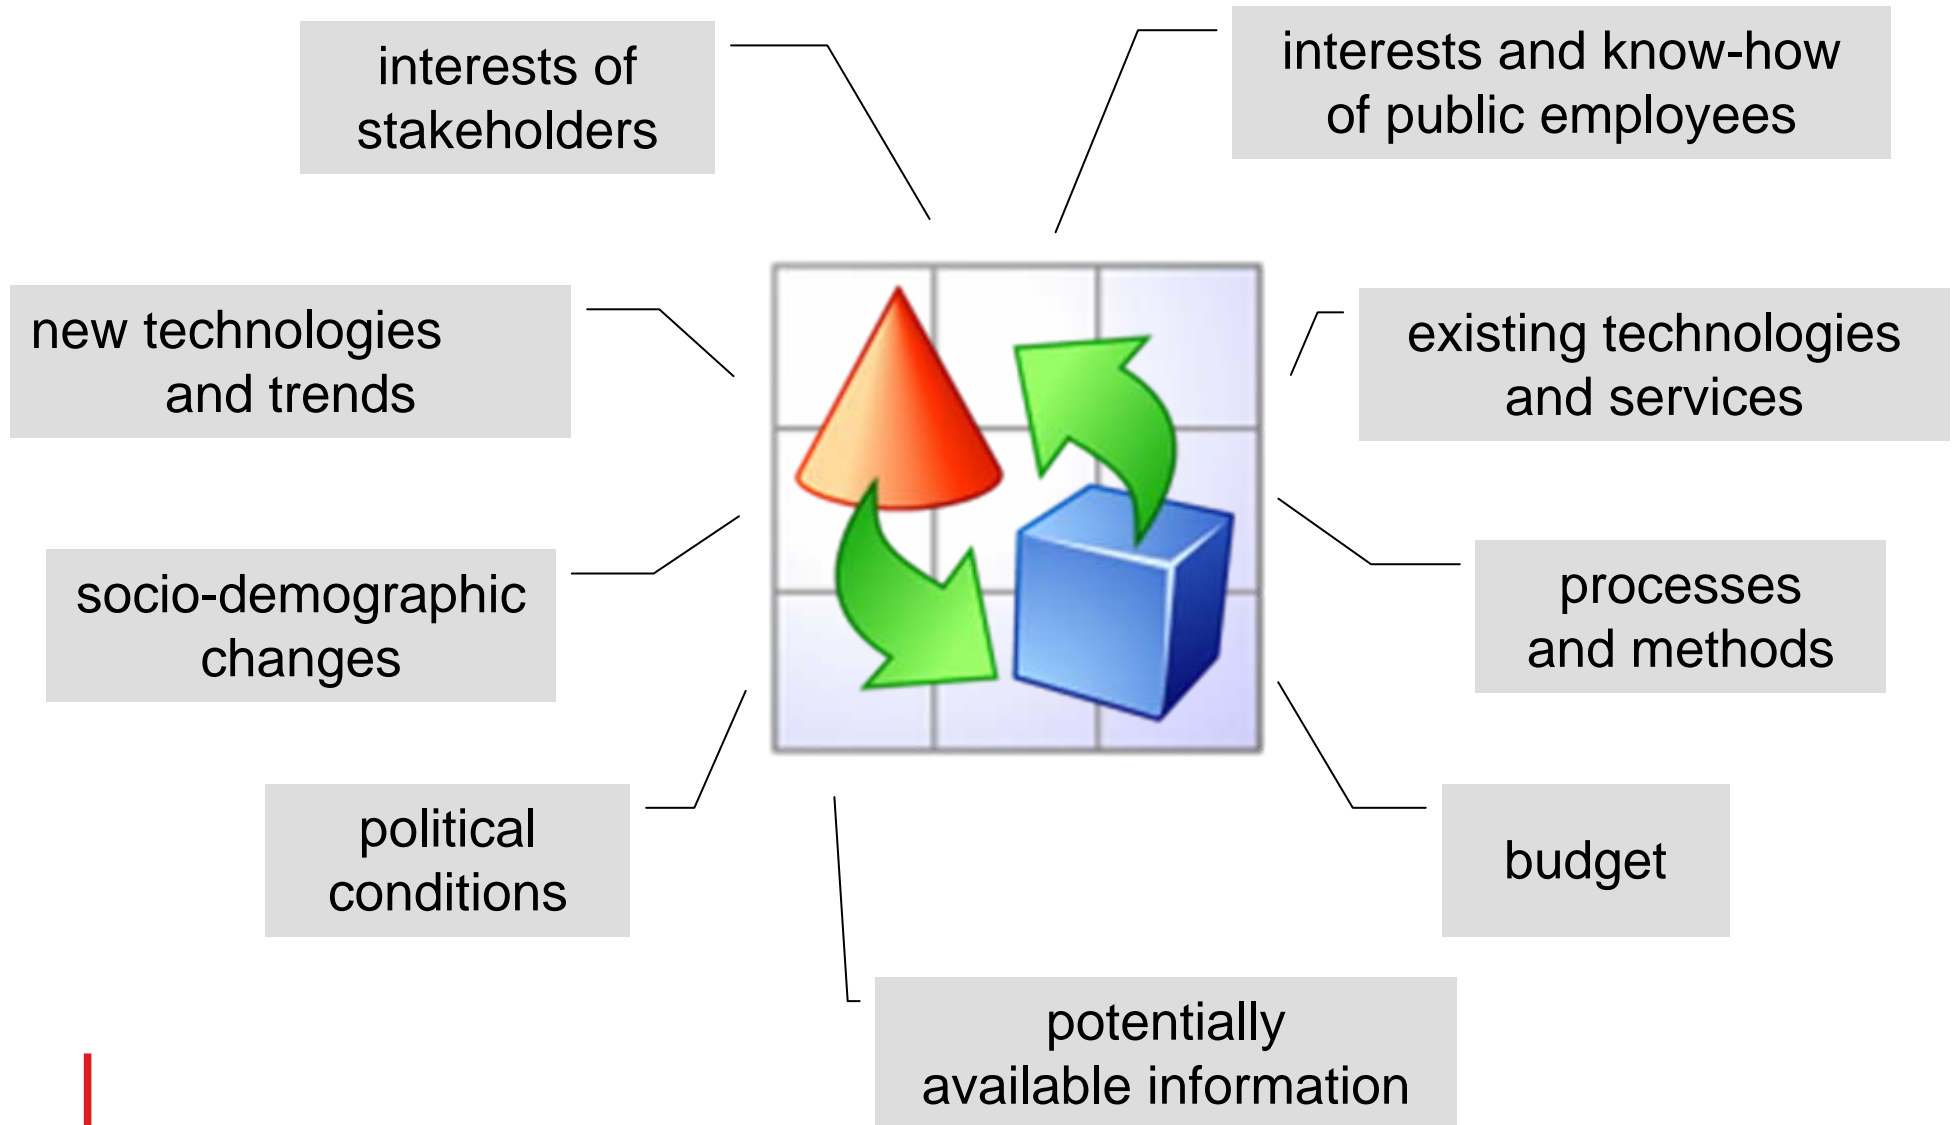 interests of
stakeholders
interests and know-how
of public employees
new technologies
and trends
existing technologies
and services
socio-demographic
changes
processes
and methods
political
conditions
budget
potentially
available information